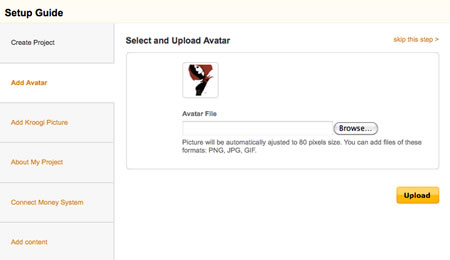 Setup Guide
Create Project
Add Avatar
Add Kroogi Picture
About My Project
Connect Money System
Add content
Select and Upload Avatar
skip this step >
Avatar File
Browse...
Picture will be automatically ajusted to 80 pixels size. You can add files of these
formats: PNG, JPG, GIF.
Upload